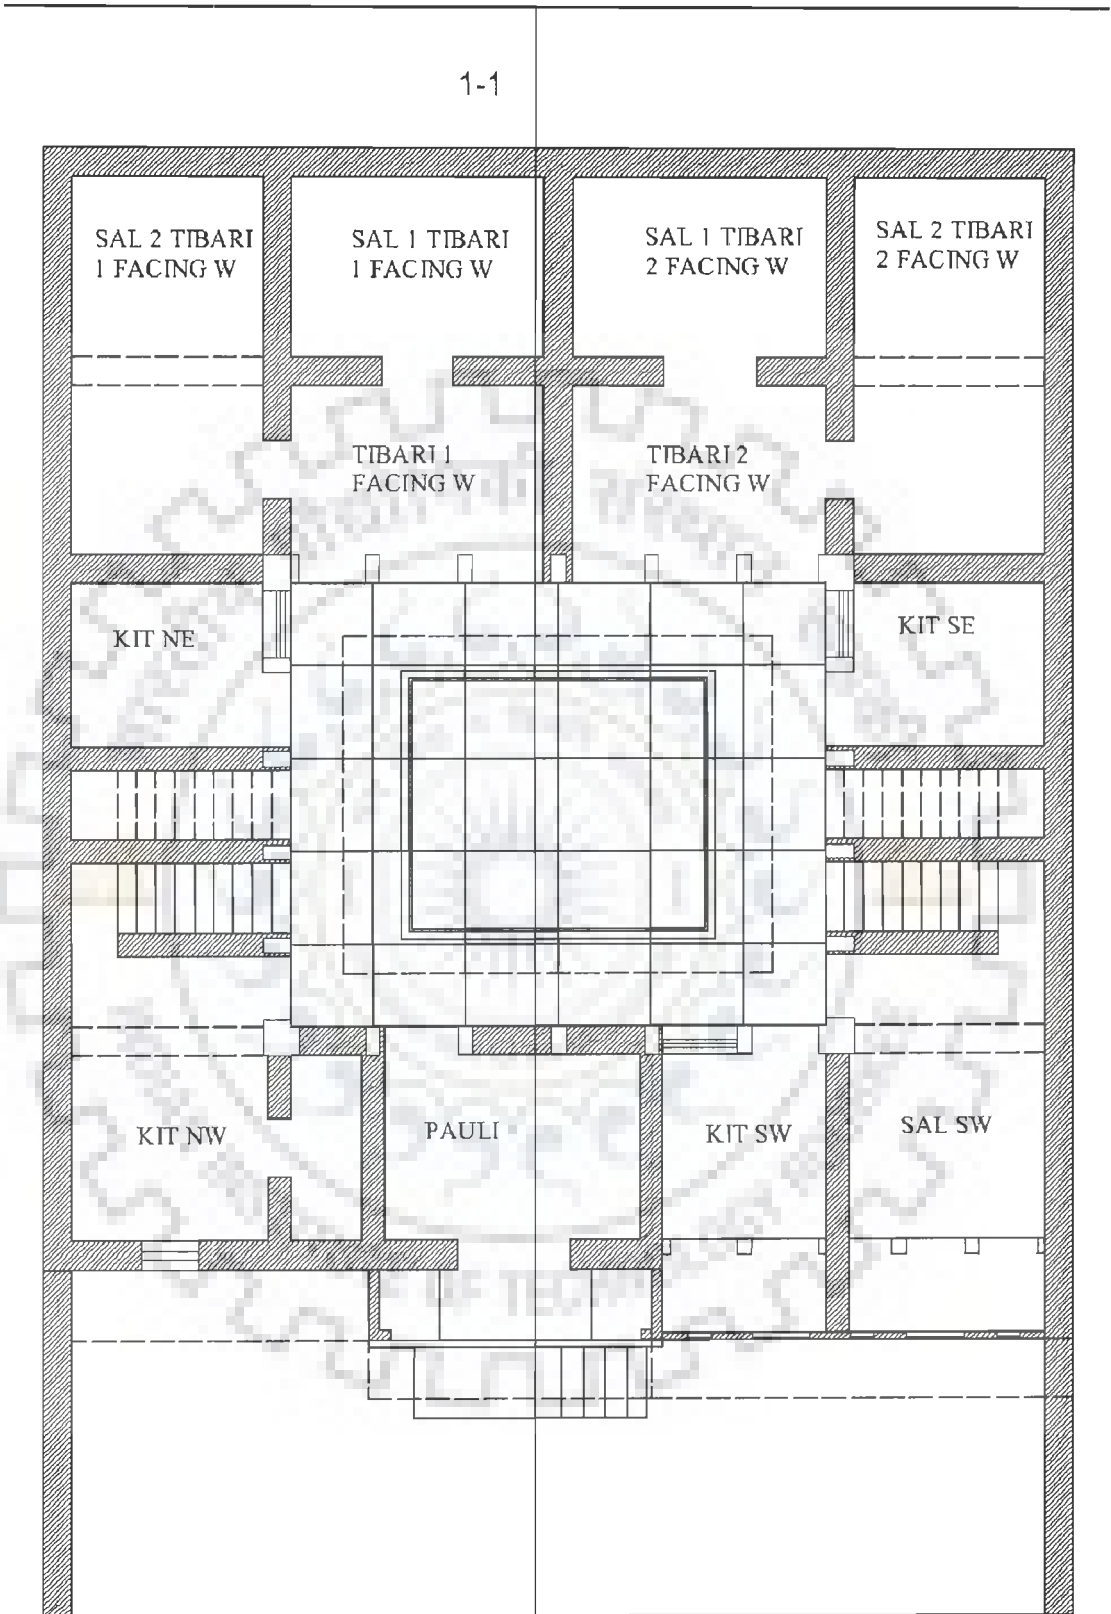 1-1
SAL 2 TIBARI
1 FACING W
SAL 1 TIBARI
1 FACING W
SAL 1 TIBARI
2 FACING W
SAL 2 TIBARI
2 FACING W
TIBARI 1
FACING W
TIBARI 2
FACING W
KIT NE
KIT SE
KIT NW
PAULI
KIT SW
SAL SW